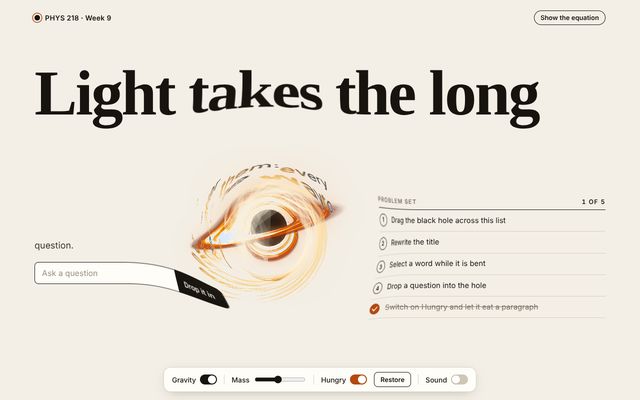 PHYS 218 · Week 9
Show the equation
Light takes the long
them: every
PROBLEM SET
1 OF 5
1 Drag the black hole across this list
2 Rewrite the title
3 Select a word while it is bent
4 Drop a question into the hole
Switch on Hungry and let it eat a paragraph
question.
Ask a question
Drop it in
Gravity
Mass
Hungry
Restore
Sound